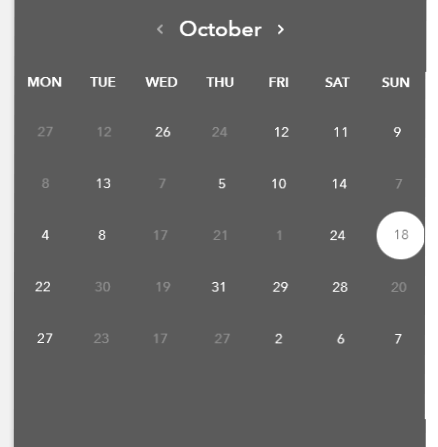 ‹ October ›
MON TUE WED THU FRI SAT SUN
27 12 26 24 12 11 9
8 13 7 5 10 14 7
4 8 17 21 1 24 18
22 30 19 31 29 28 20
27 23 17 27 2 6 7